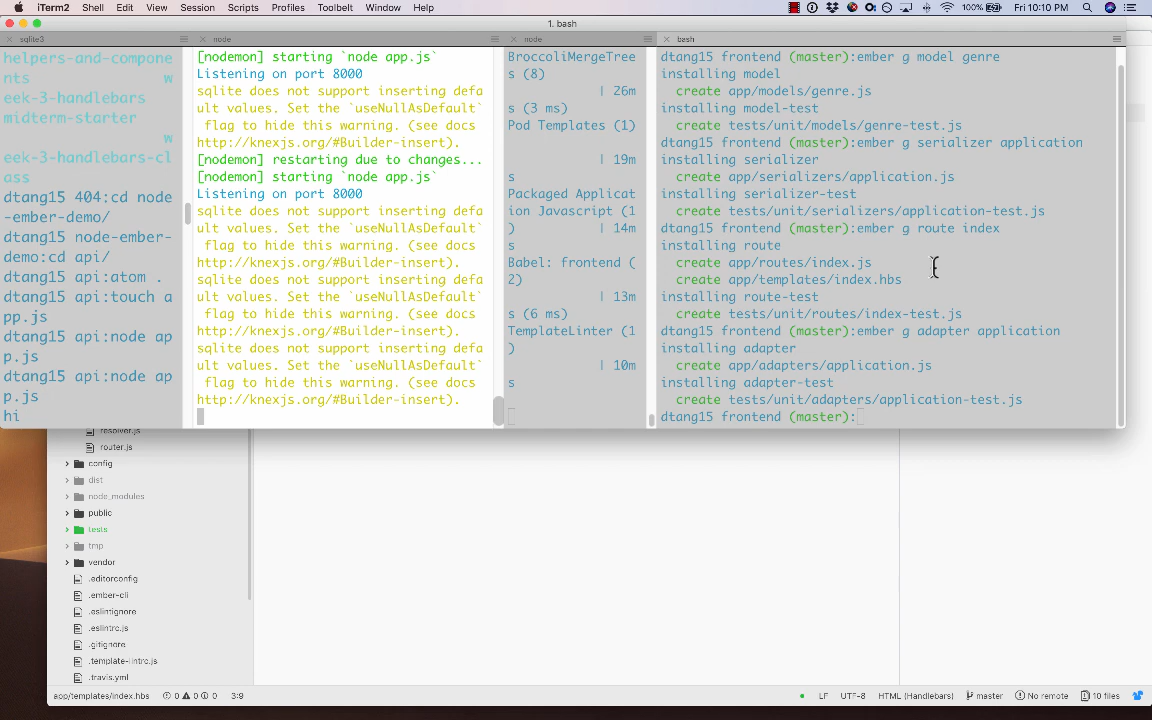 iTerm2 Shell Edit View Session Scripts Profiles Toolbelt Window Help 100% Fri 10:10 PM
1. bash
sqlite3
helpers-and-compone
nts w
eek-3-handlebars
midterm-starter
w
eek-3-handlebars-cl
ass
dtang15 404:cd node
-ember-demo/
dtang15 node-ember-
demo:cd api/
dtang15 api:atom .
dtang15 api:touch a
pp.js
dtang15 api:node ap
p.js
dtang15 api:node ap
p.js
hi
node
[nodemon] starting `node app.js`
Listening on port 8000
sqlite does not support inserting defa
ult values. Set the `useNullAsDefault`
flag to hide this warning. (see docs
http://knexjs.org/#Builder-insert).
[nodemon] restarting due to changes...
[nodemon] starting `node app.js`
Listening on port 8000
sqlite does not support inserting defa
ult values. Set the `useNullAsDefault`
flag to hide this warning. (see docs
http://knexjs.org/#Builder-insert).
sqlite does not support inserting defa
ult values. Set the `useNullAsDefault`
flag to hide this warning. (see docs
http://knexjs.org/#Builder-insert).
sqlite does not support inserting defa
ult values. Set the `useNullAsDefault`
flag to hide this warning. (see docs
http://knexjs.org/#Builder-insert).
node
BroccoliMergeTree
s (8)
| 26m
s (3 ms)
Pod Templates (1)
| 19m
s
Packaged Applicat
ion Javascript (1
) | 14m
s
Babel: frontend (
2)
| 13m
s (6 ms)
TemplateLinter (1
)
| 10m
s
bash
dtang15 frontend (master):ember g model genre
installing model
create app/models/genre.js
installing model-test
create tests/unit/models/genre-test.js
dtang15 frontend (master):ember g serializer application
installing serializer
create app/serializers/application.js
installing serializer-test
create tests/unit/serializers/application-test.js
dtang15 frontend (master):ember g route index
installing route
create app/routes/index.js
create app/templates/index.hbs
installing route-test
create tests/unit/routes/index-test.js
dtang15 frontend (master):ember g adapter application
installing adapter
create app/adapters/application.js
installing adapter-test
create tests/unit/adapters/application-test.js
dtang15 frontend (master):
resolver.js
router.js
config
dist
node_modules
public
tests
tmp
vendor
.editorconfig
.ember-cli
.eslintignore
.eslintrc.js
.gitignore
.template-lintrc.js
.travis.yml
app/templates/index.hbs 0 0 0 3:9 LF UTF-8 HTML (Handlebars) master No remote 10 files